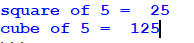 square of 5 =  25
cube of 5 =  125